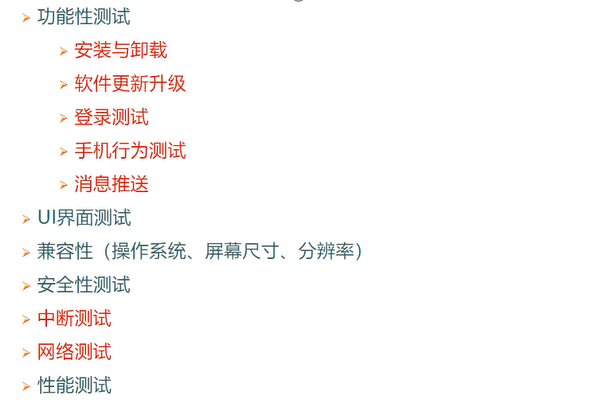 功能性测试
安装与卸载
软件更新升级
登录测试
手机行为测试
消息推送
UI界面测试
兼容性（操作系统、屏幕尺寸、分辨率）
安全性测试
中断测试
网络测试
性能测试